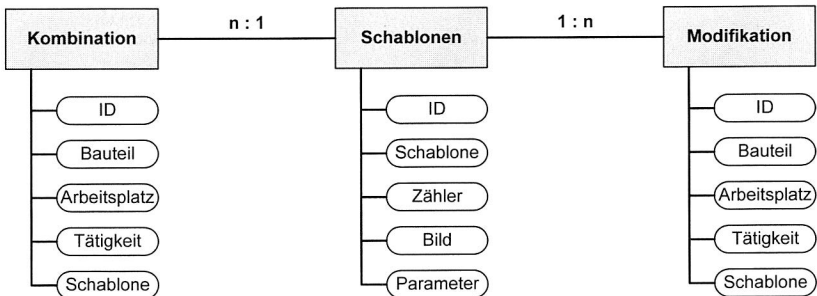 Kombination
n : 1
Schablonen
1 : n
Modifikation
ID
Bauteil
Arbeitsplatz
Tätigkeit
Schablone
ID
Schablone
Zähler
Bild
Parameter
ID
Bauteil
Arbeitsplatz
Tätigkeit
Schablone